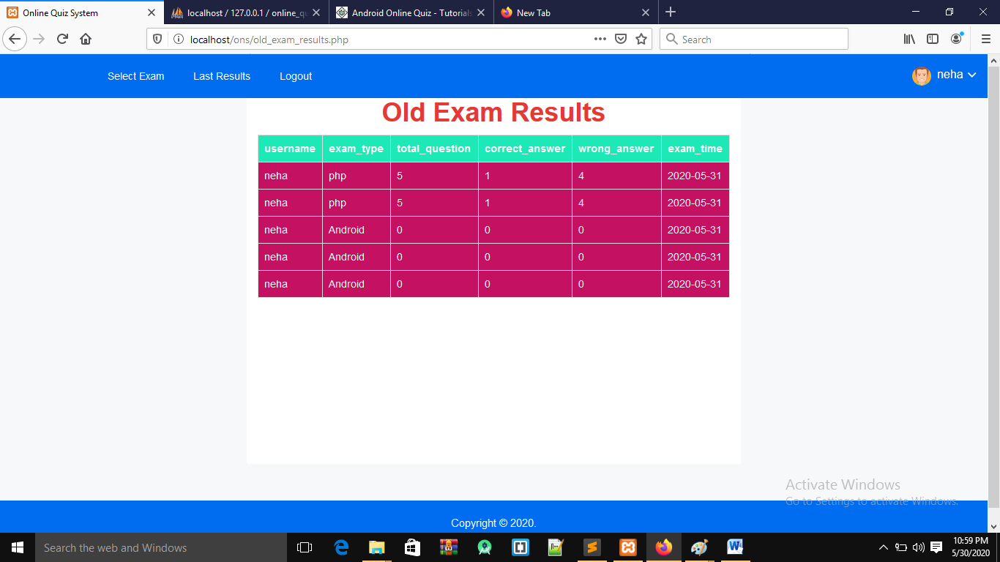 Online Quiz System
localhost / 127.0.0.1 / online_qu
Android Online Quiz - Tutorials
New Tab
localhost/ons/old_exam_results.php
Search
Select Exam Last Results Logout
neha
Old Exam Results
username exam_type total_question correct_answer wrong_answer exam_time
neha php 5 1 4 2020-05-31
neha php 5 1 4 2020-05-31
neha Android 0 0 0 2020-05-31
neha Android 0 0 0 2020-05-31
neha Android 0 0 0 2020-05-31
Activate Windows
Go to Settings to activate Windows.
Copyright © 2020.
Search the web and Windows
10:59 PM
5/30/2020